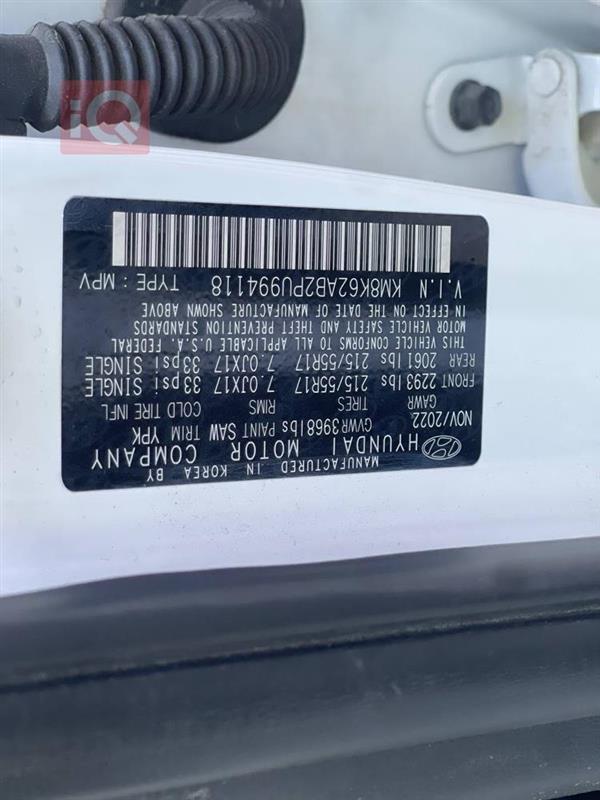 MANUFACTURED IN KOREA BY
HYUNDAI MOTOR COMPANY
NOV/2022 GVWR 3968lbs PAINT SAW TRIM YPK
GAWR TIRES RIMS COLD TIRE INFL
FRONT 2293 lbs 215/55R17 7.0JX17 33psi SINGLE
REAR 2061 lbs 215/55R17 7.0JX17 33psi SINGLE
THIS VEHICLE CONFORMS TO ALL APPLICABLE U.S.A. FEDERAL
MOTOR VEHICLE SAFETY AND THEFT PREVENTION STANDARDS
IN EFFECT ON THE DATE OF MANUFACTURE SHOWN ABOVE
V.I.N KM8K62AB2PU994118 TYPE : MPV
iQ